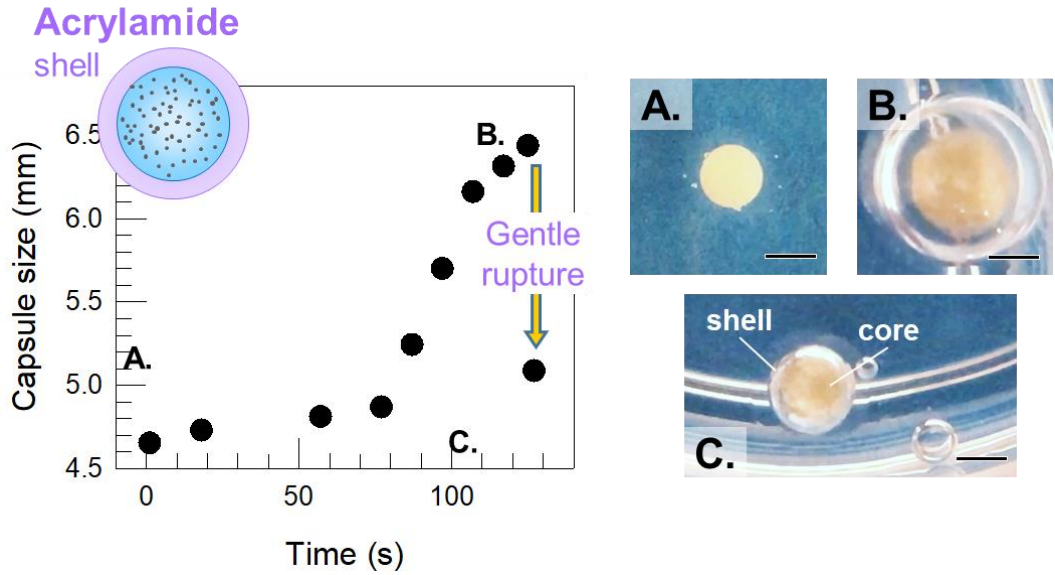 Acrylamide
shell
Capsule size (mm)
6.5
6.0
5.5
5.0
4.5
A.
B.
C.
Gentle
rupture
0
50
100
Time (s)
A.
B.
shell
core
C.